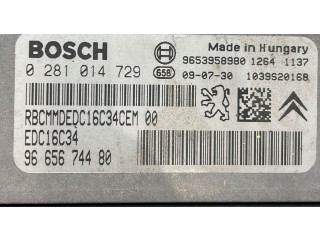 BOSCH
Made in Hungary
9653958980 1264 1137
0 281 014 729 658 09-07-30 1039S20168
RBCMMDEDC16C34CEM 00
EDC16C34
96 656 744 80